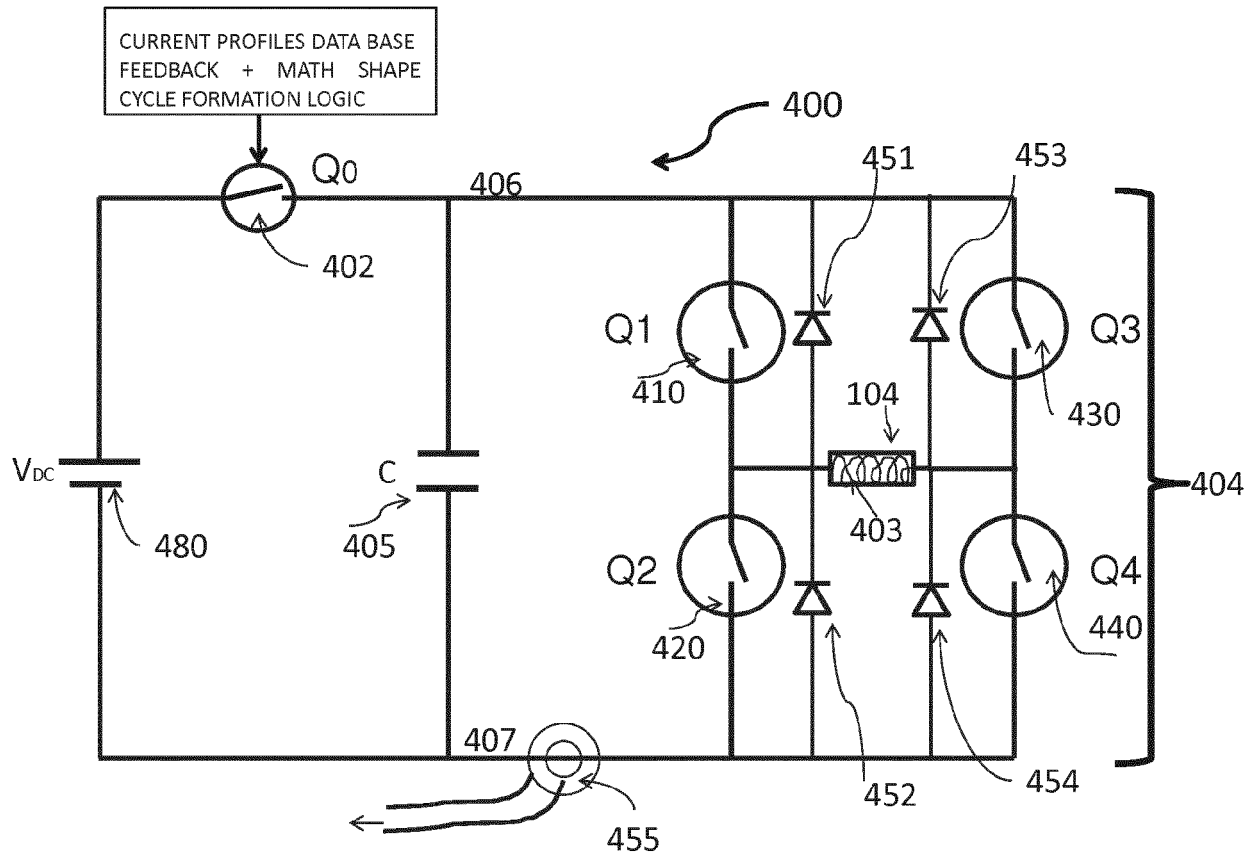 CURRENT PROFILES DATA BASE
FEEDBACK + MATH SHAPE
CYCLE FORMATION LOGIC
400
Q0
406
451
453
402
Q1
Q3
410
104
430
VDC
C
404
480
405
403
Q2
Q4
420
440
407
452
454
455